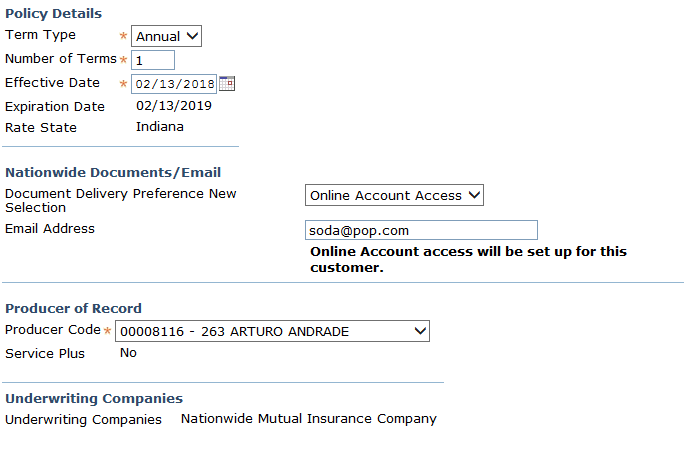 Policy Details
Term Type * Annual
Number of Terms * 1
Effective Date * 02/13/2018
Expiration Date 02/13/2019
Rate State Indiana
Nationwide Documents/Email
Document Delivery Preference New Online Account Access
Selection
Email Address soda@pop.com
Online Account access will be set up for this
customer.
Producer of Record
Producer Code * 00008116 - 263 ARTURO ANDRADE
Service Plus No
Underwriting Companies
Underwriting Companies Nationwide Mutual Insurance Company